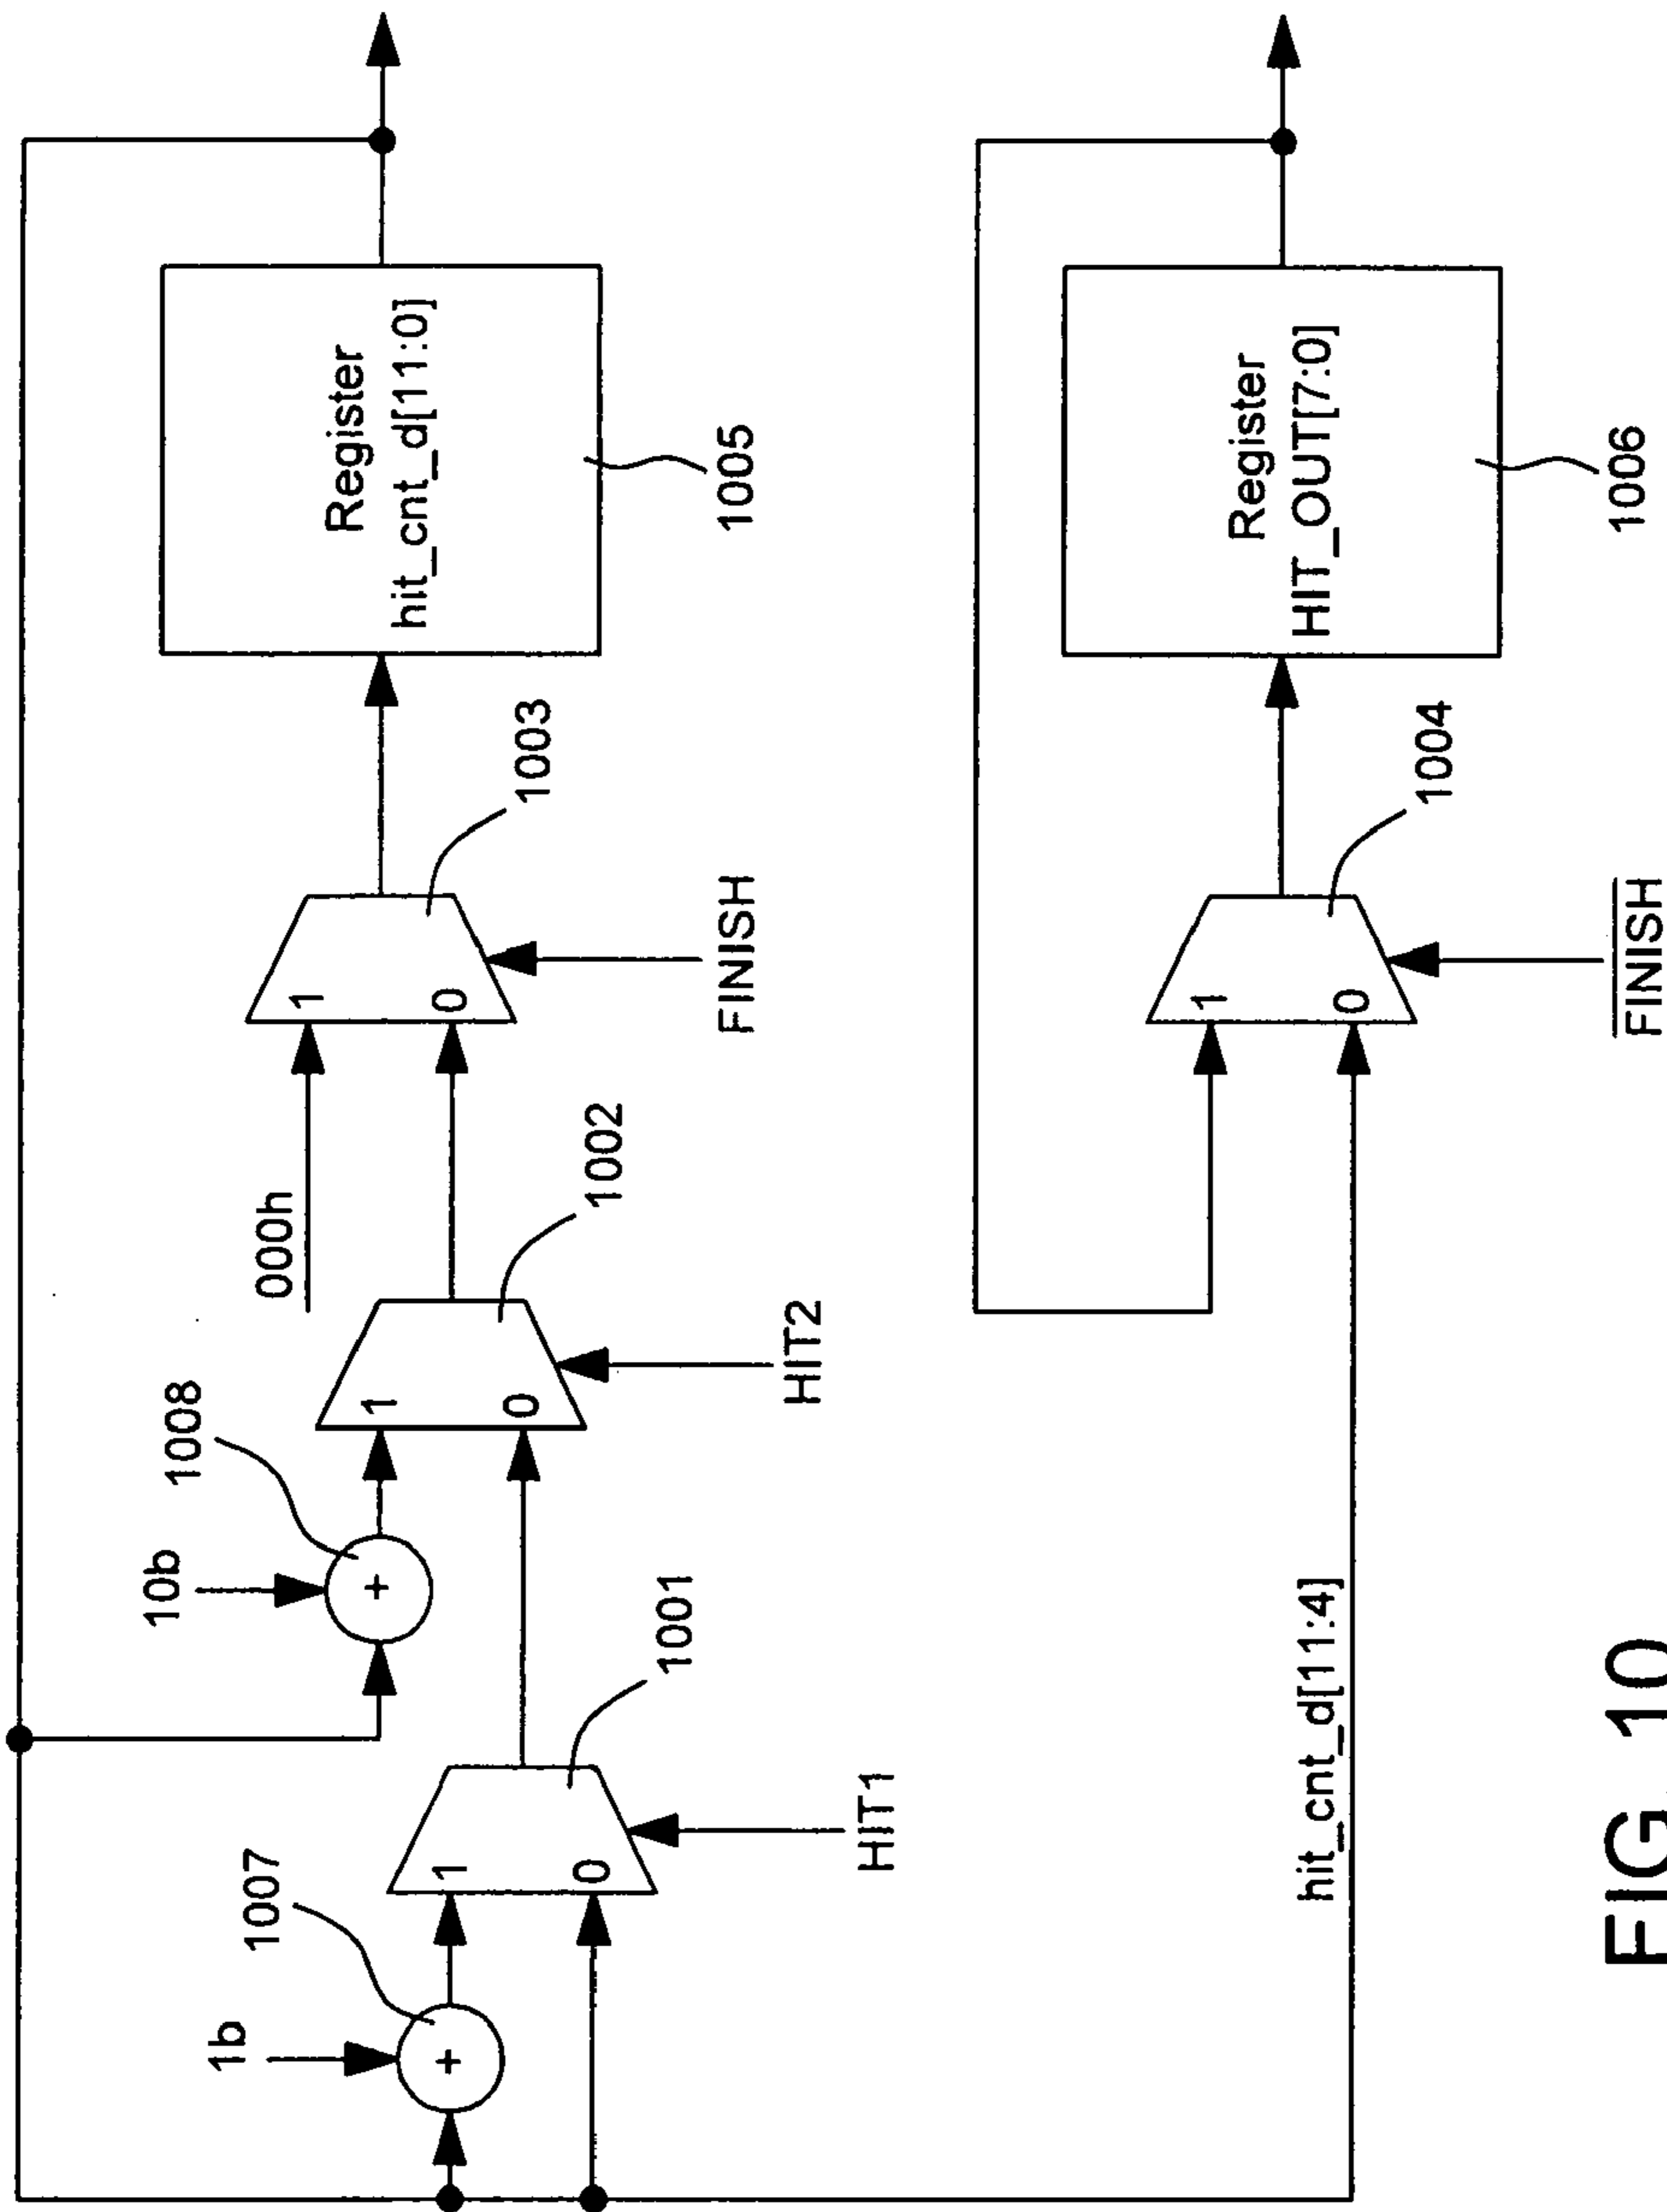 1b
1007
1
0
1001
HIT1
10b
1008
1
0
1002
HIT2
000h
1
0
1003
FINISH
Register
hit_cnt_d[11:0]
1005
hit_cnt_d[11:4]
1
0
1004
FINISH
Register
HIT_OUT[7:0]
1006
+
+
FIG. 10